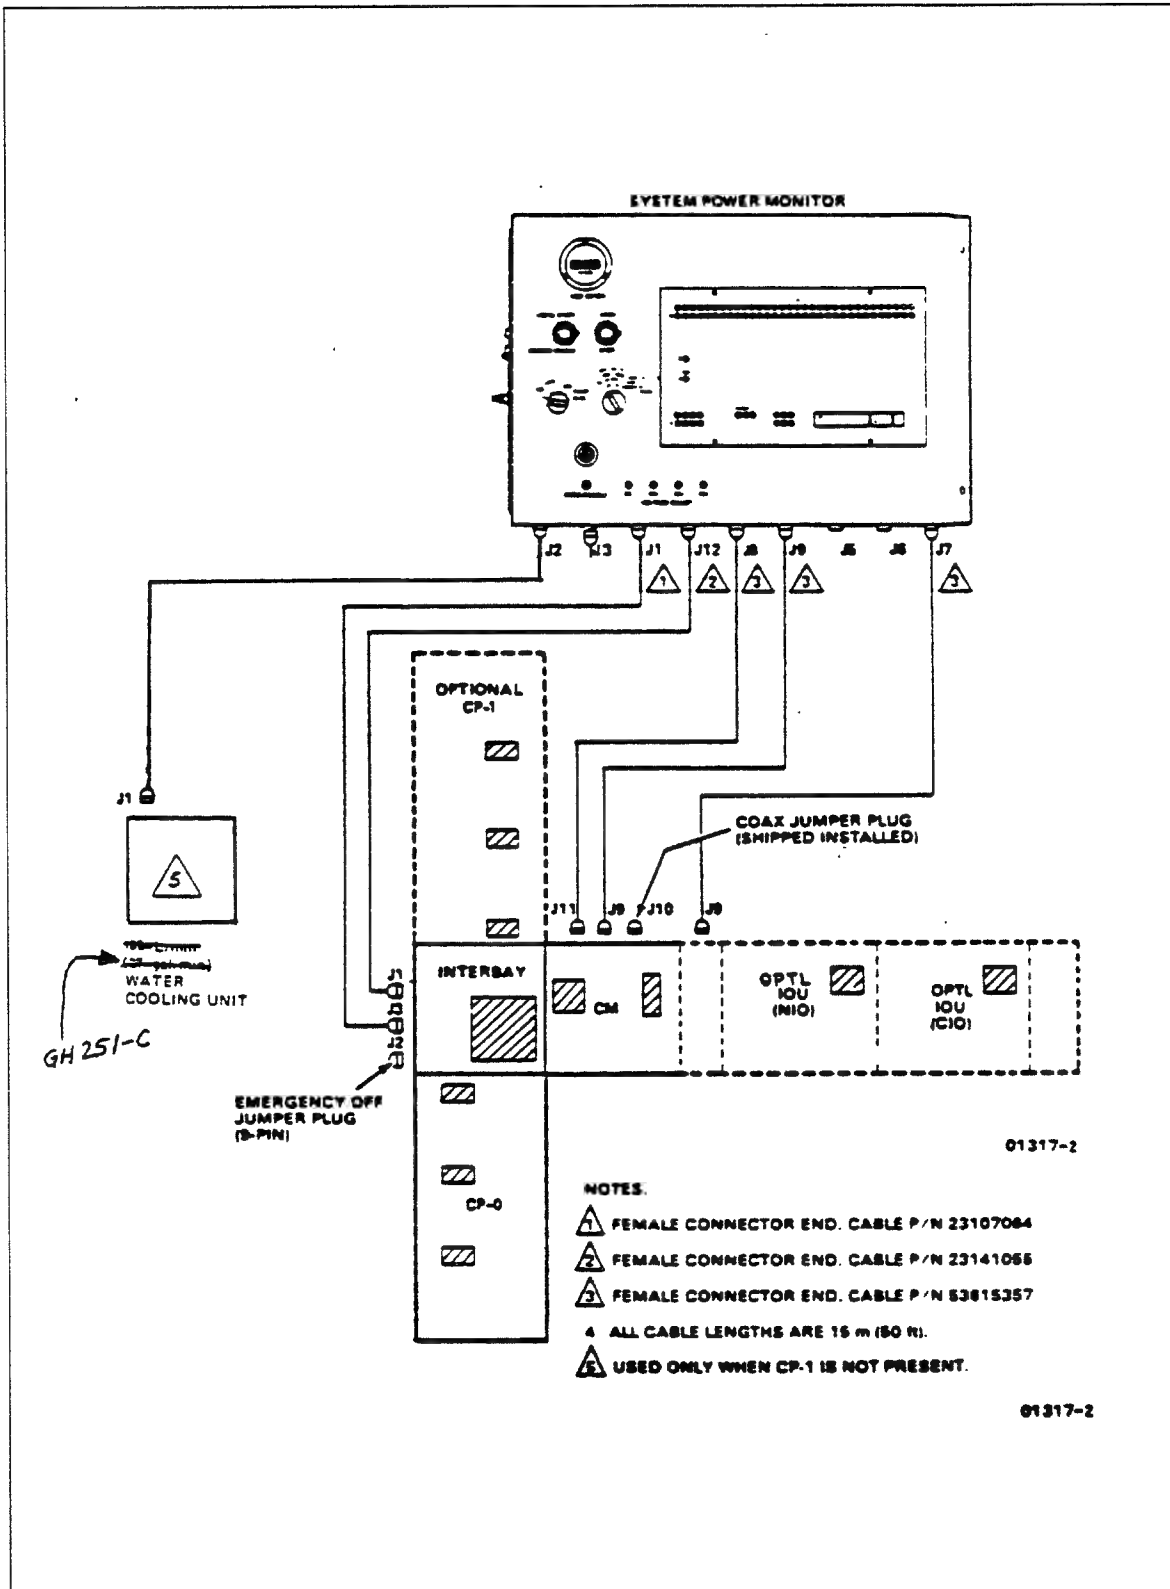 SYSTEM POWER MONITOR
J2
J3
J1
J12
J8
J9
J5
J6
J7
1
2
3
3
3
OPTIONAL
CP-1
J1
5
COAX JUMPER PLUG
(SHIPPED INSTALLED)
J11
J9
J10
J9
WATER
COOLING UNIT
GH 251-C
J1
J2
INTERBAY
CM
OPTL
IOU
(NIO)
OPTL
IOU
(CIO)
EMERGENCY OFF
JUMPER PLUG
(9-PIN)
CP-0
01317-2
NOTES.
1 FEMALE CONNECTOR END. CABLE P/N 23107064
2 FEMALE CONNECTOR END. CABLE P/N
3 FEMALE CONNECTOR END. CABLE P/N 53615357
4 ALL CABLE LENGTHS ARE 15 m (50 ft).
5 USED ONLY WHEN CP-1 IS NOT PRESENT.
01317-2